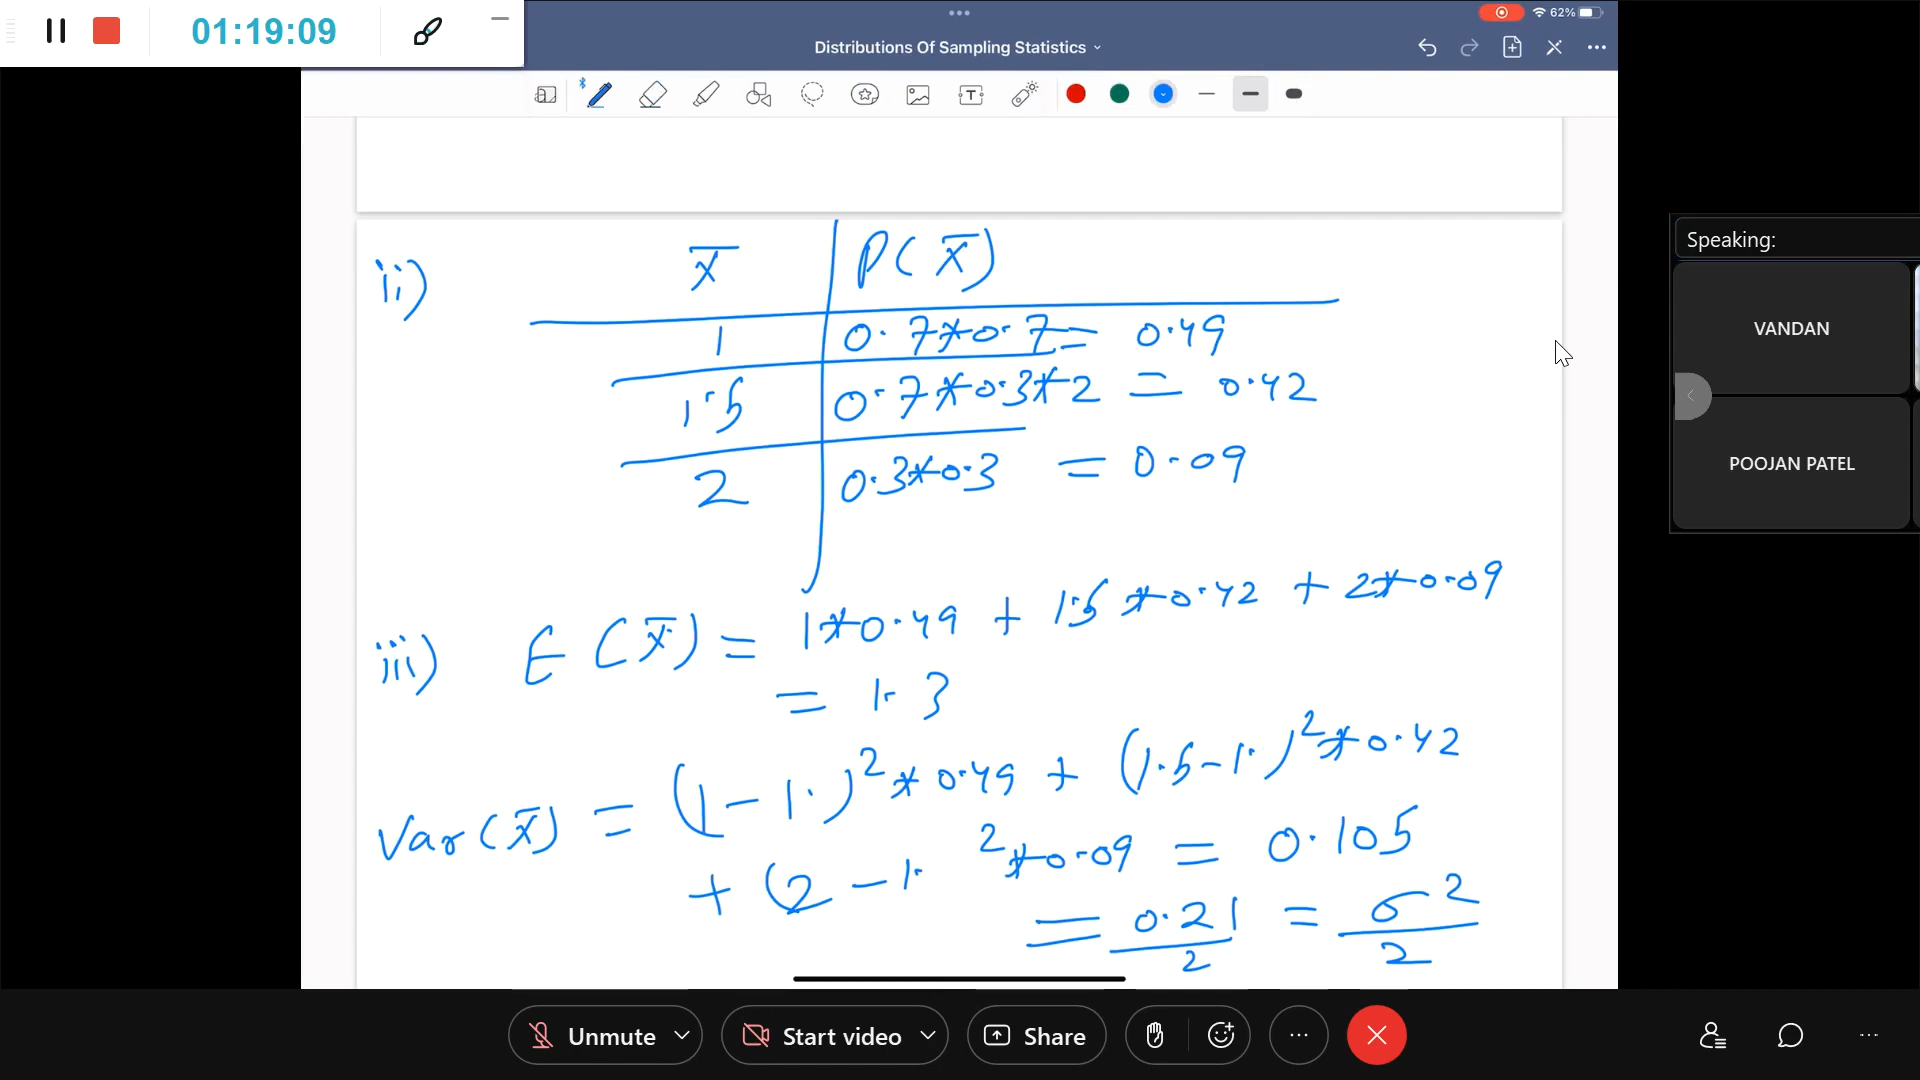 01:19:09
62%
Distributions Of Sampling Statistics
ii) x̄ P(x̄)
1 0.7*0.7 = 0.49
1.5 0.7*0.3*2 = 0.42
2 0.3*0.3 = 0.09
iii) E(x̄) = 1*0.49 + 1.5*0.42 + 2*0.09
= 1.3
Var(x̄) = (1-1.)²*0.49 + (1.5-1.)²*0.42
+ (2-1. ²*0.09 = 0.105
= 0.21/2 = σ²/2
Speaking:
VANDAN
POOJAN PATEL
Unmute
Start video
Share